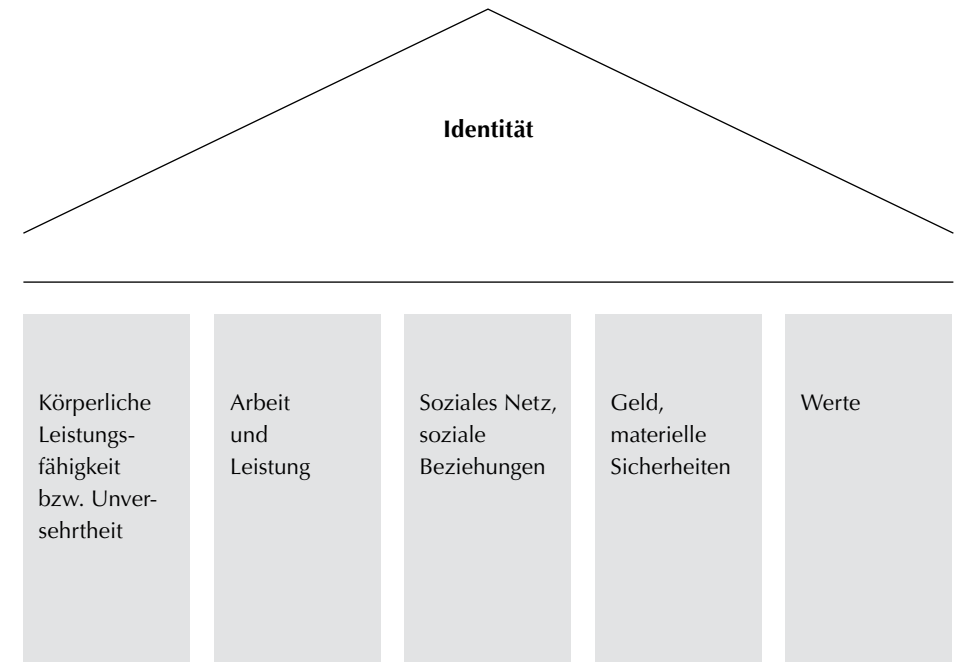 Identität
Körperliche
Leistungs-
fähigkeit
bzw. Unver-
sehrtheit
Arbeit
und
Leistung
Soziales Netz,
soziale
Beziehungen
Geld,
materielle
Sicherheiten
Werte